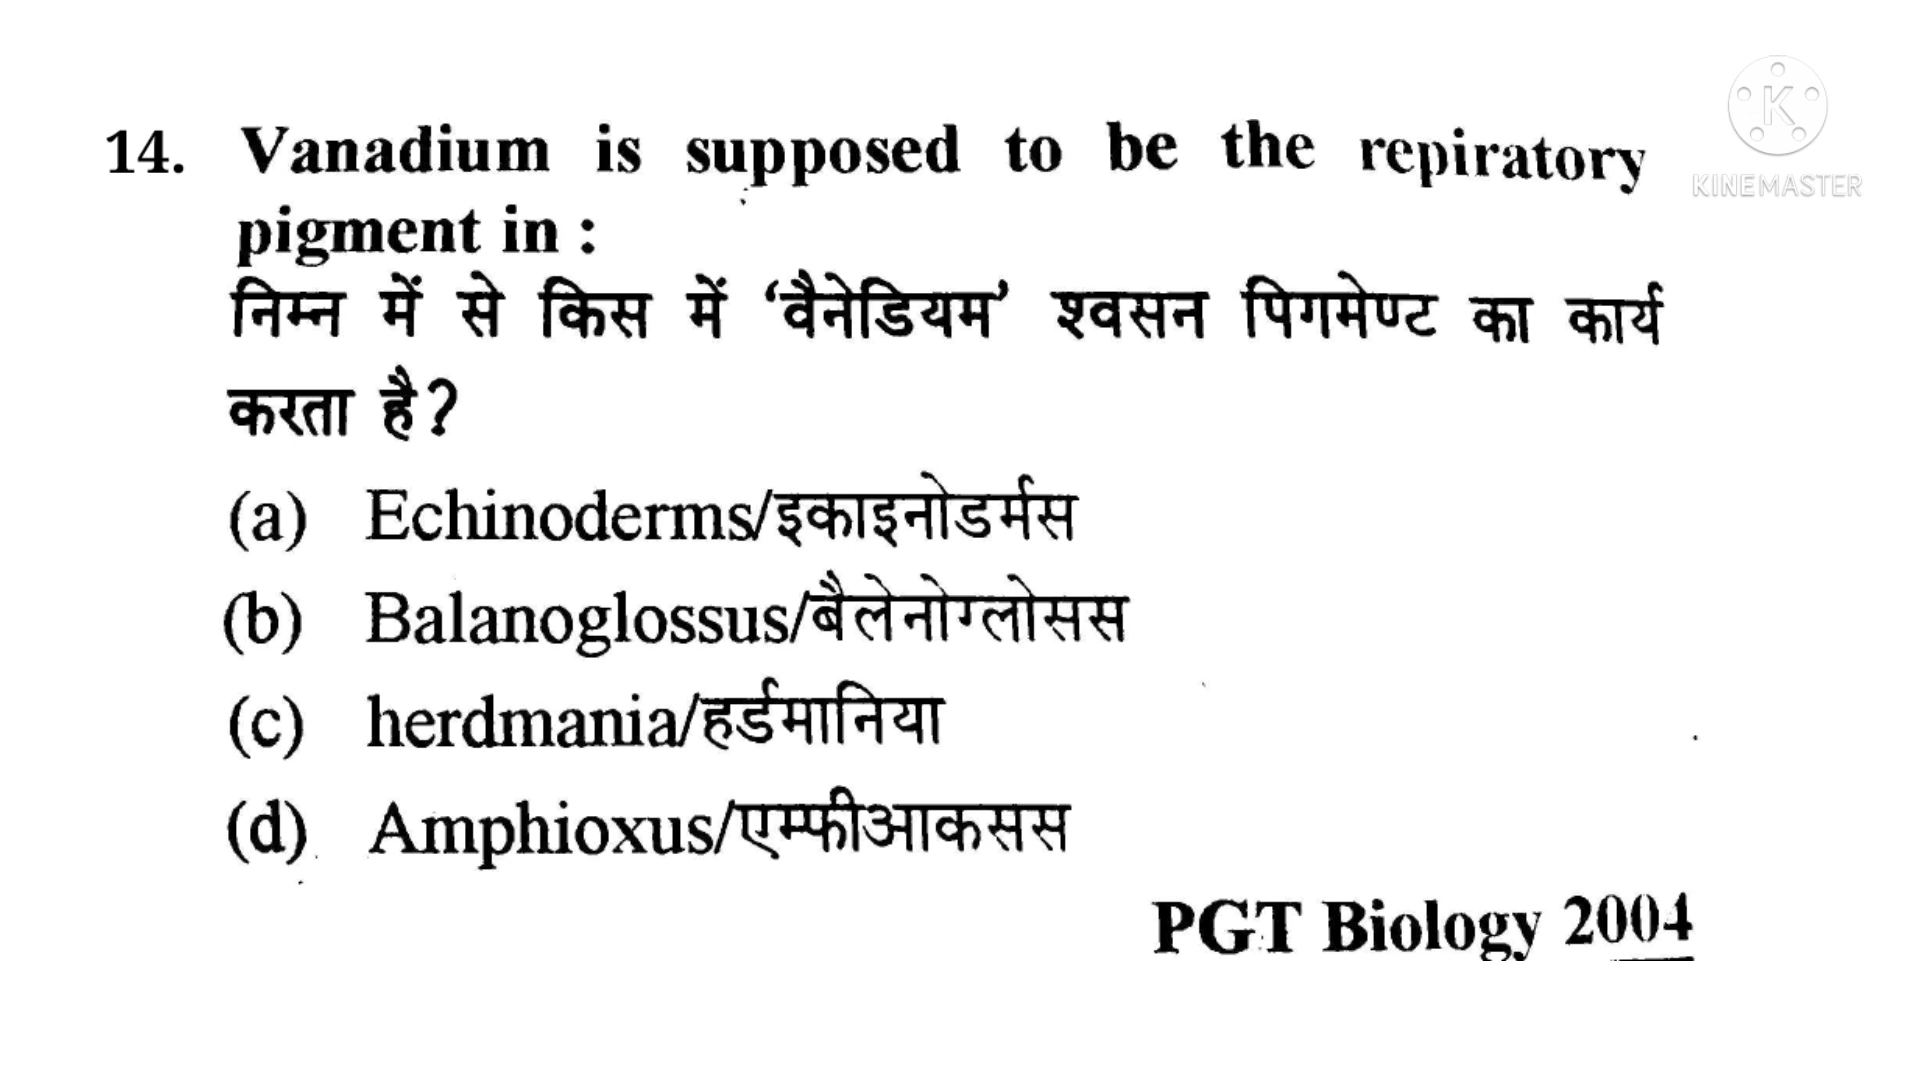 K
KINEMASTER
14. Vanadium is supposed to be the repiratory
pigment in :
निम्न में से किस में ‘वैनेडियम’ श्वसन पिगमेण्ट का कार्य
करता है?
(a) Echinoderms/इकाइनोडर्मस
(b) Balanoglossus/बैलेनोग्लोसस
(c) herdmania/हर्डमानिया
(d) Amphioxus/एम्फीआकसस
PGT Biology 2004